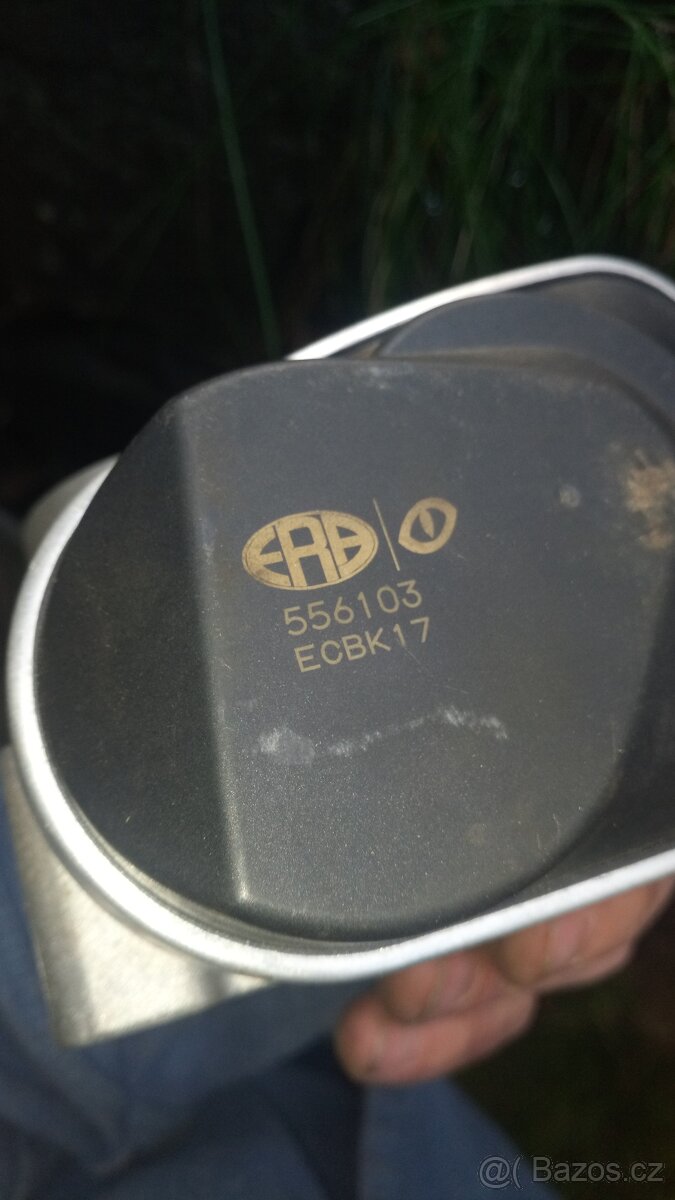 ERA
556103
ECBK17
@( Bazos.cz